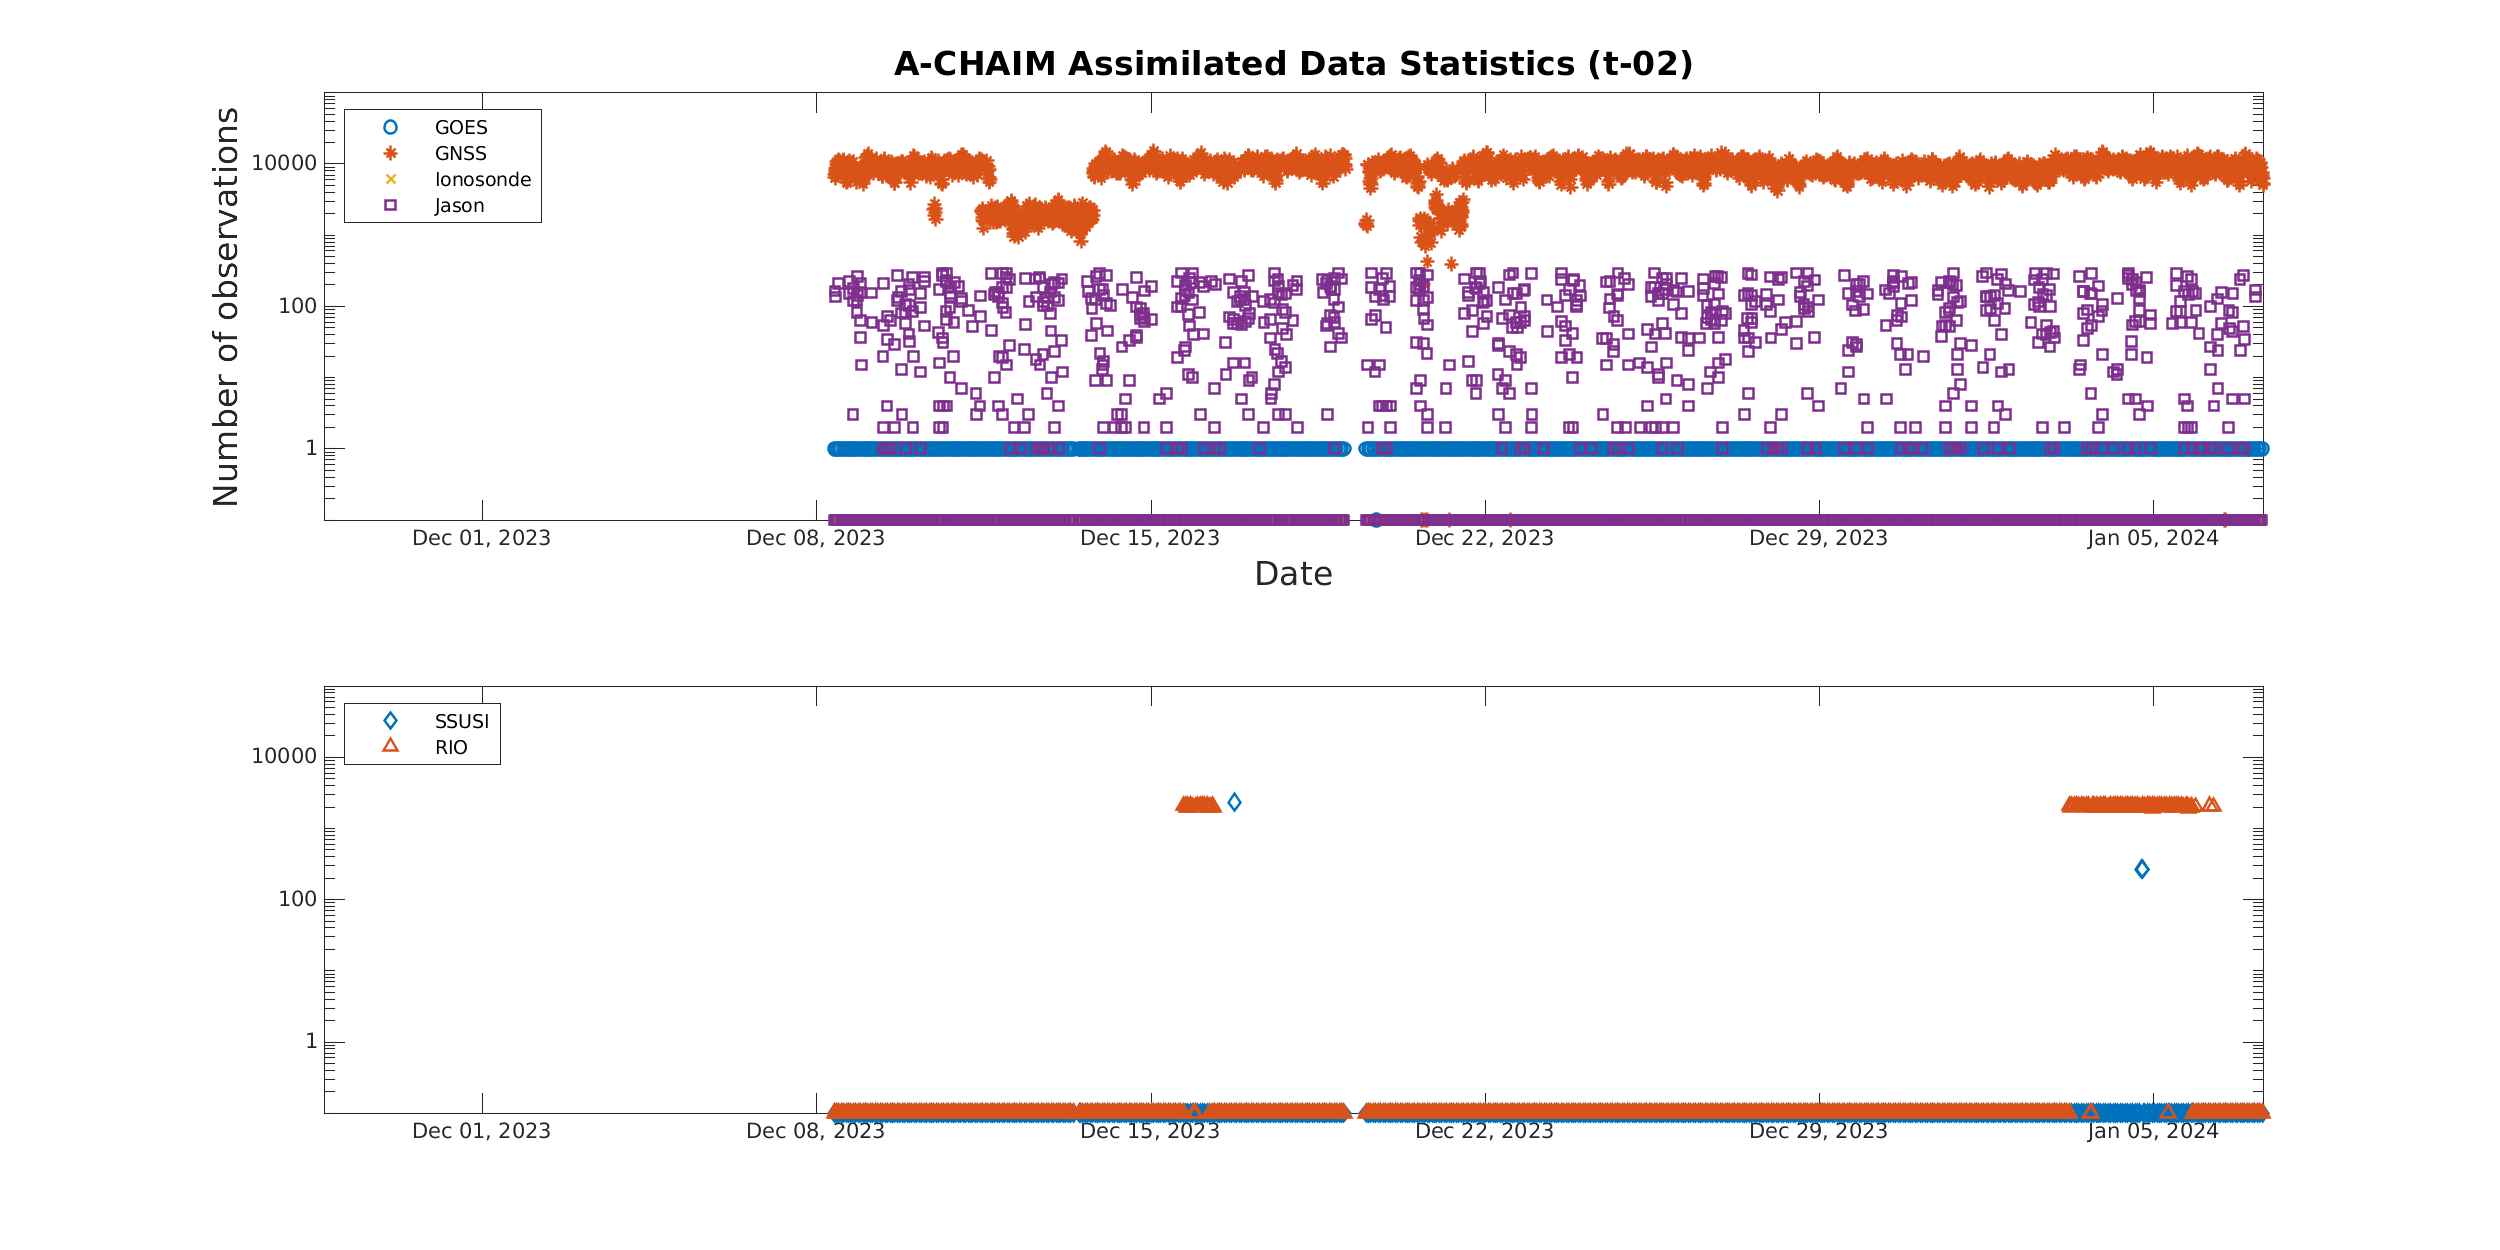 A-CHAIM Assimilated Data Statistics (t-02)
Number of observations
10000
100
1
GOES
GNSS
Ionosonde
Jason
Dec 01, 2023
Dec 08, 2023
Dec 15, 2023
Dec 22, 2023
Dec 29, 2023
Jan 05, 2024
Date
10000
100
1
SSUSI
RIO
Dec 01, 2023
Dec 08, 2023
Dec 15, 2023
Dec 22, 2023
Dec 29, 2023
Jan 05, 2024